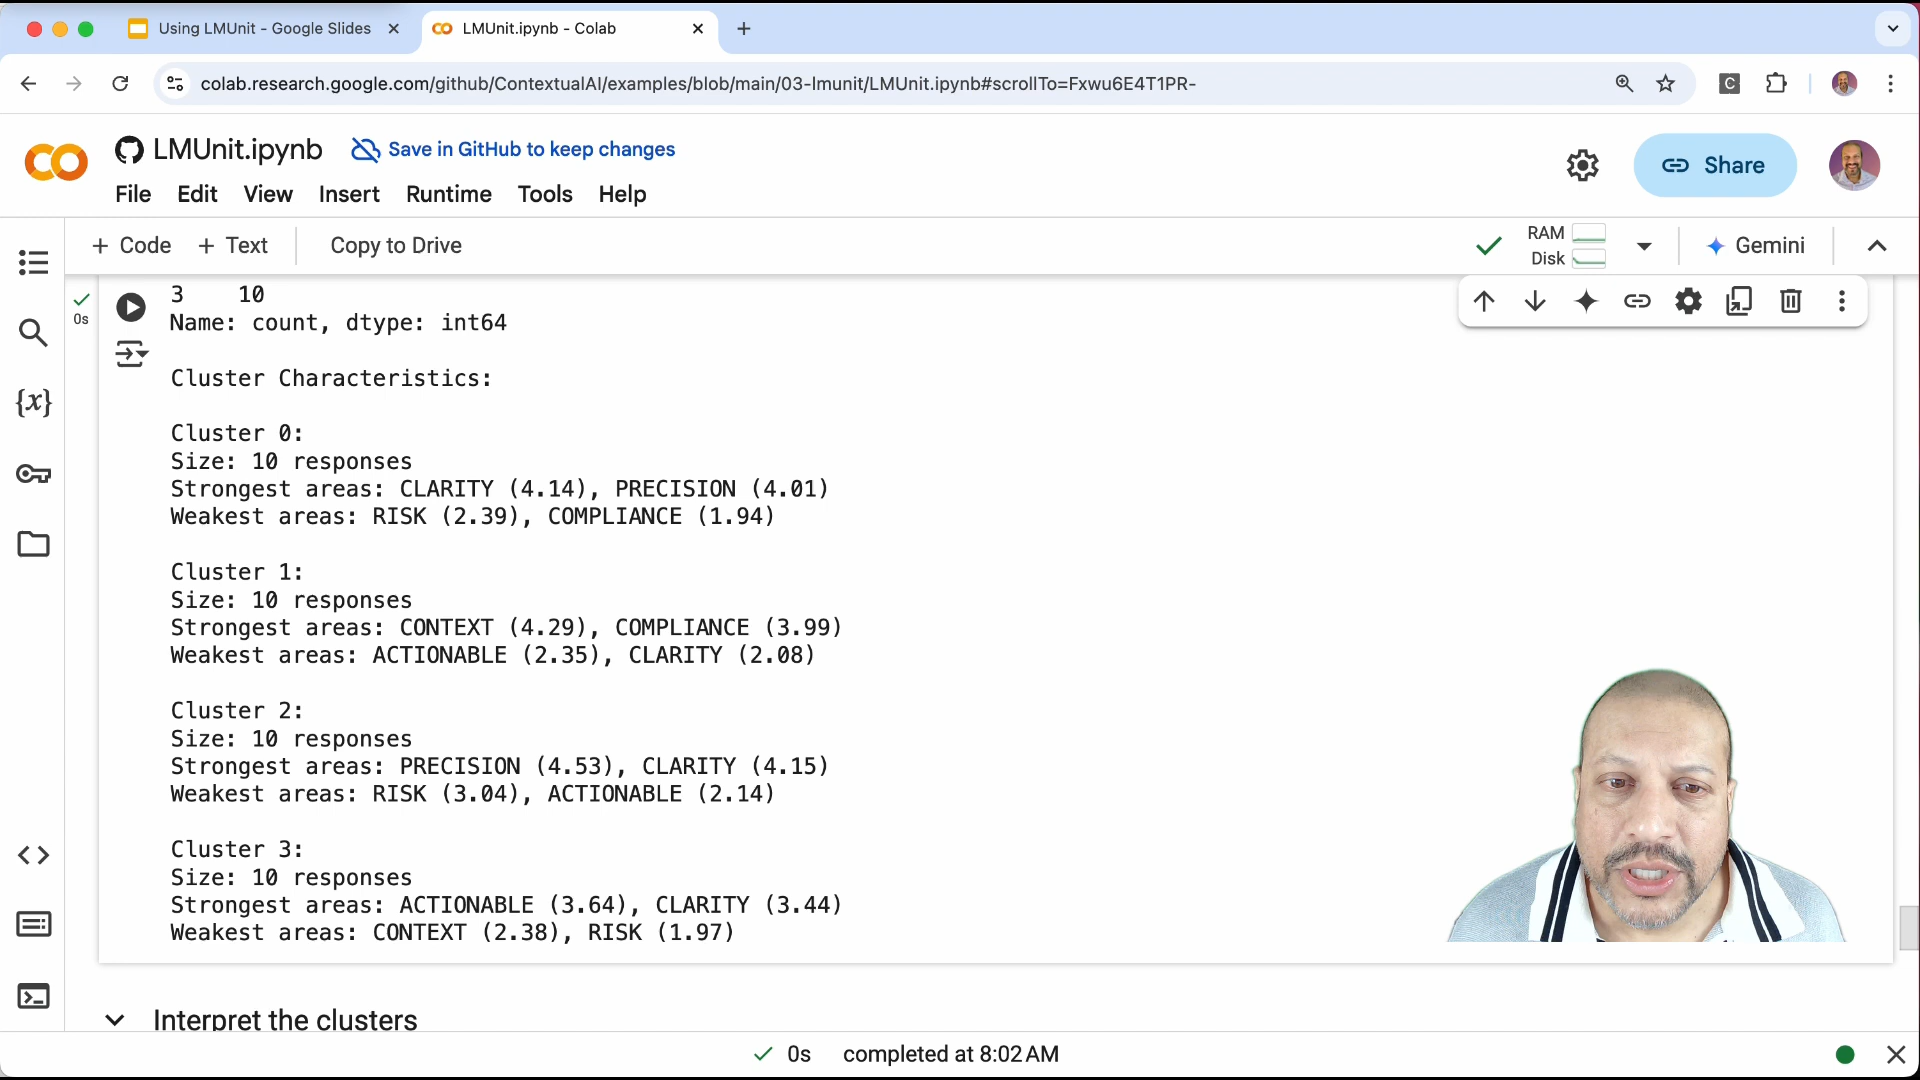 Using LMUnit - Google Slides
LMUnit.ipynb - Colab
colab.research.google.com/github/ContextualAI/examples/blob/main/03-lmunit/LMUnit.ipynb#scrollTo=Fxwu6E4T1PR-
C
LMUnit.ipynb
Save in GitHub to keep changes
Share
File Edit View Insert Runtime Tools Help
+ Code + Text Copy to Drive
RAM
Disk
Gemini
{x}
0s
3 10
Name: count, dtype: int64
Cluster Characteristics:
Cluster 0:
Size: 10 responses
Strongest areas: CLARITY (4.14), PRECISION (4.01)
Weakest areas: RISK (2.39), COMPLIANCE (1.94)
Cluster 1:
Size: 10 responses
Strongest areas: CONTEXT (4.29), COMPLIANCE (3.99)
Weakest areas: ACTIONABLE (2.35), CLARITY (2.08)
Cluster 2:
Size: 10 responses
Strongest areas: PRECISION (4.53), CLARITY (4.15)
Weakest areas: RISK (3.04), ACTIONABLE (2.14)
Cluster 3:
Size: 10 responses
Strongest areas: ACTIONABLE (3.64), CLARITY (3.44)
Weakest areas: CONTEXT (2.38), RISK (1.97)
Interpret the clusters
0s completed at 8:02 AM